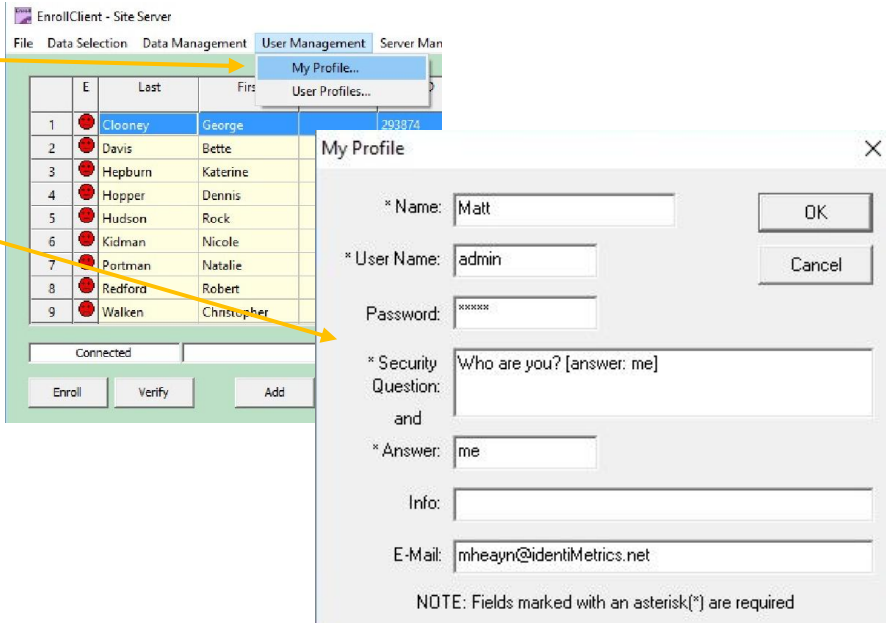 EnrollClient - Site Server
File Data Selection Data Management User Management Server Man
My Profile...
User Profiles...
E Last Firs
1 Clooney George 293874
2 Davis Bette
3 Hepburn Katerine
4 Hopper Dennis
5 Hudson Rock
6 Kidman Nicole
7 Portman Natalie
8 Redford Robert
9 Walken Christopher
Connected
Enroll Verify Add
My Profile
* Name: Matt OK
* User Name: admin Cancel
Password: *****
* Security Question: Who are you? [answer: me]
and
* Answer: me
Info:
E-Mail: mheayn@identiMetrics.net
NOTE: Fields marked with an asterisk(*) are required